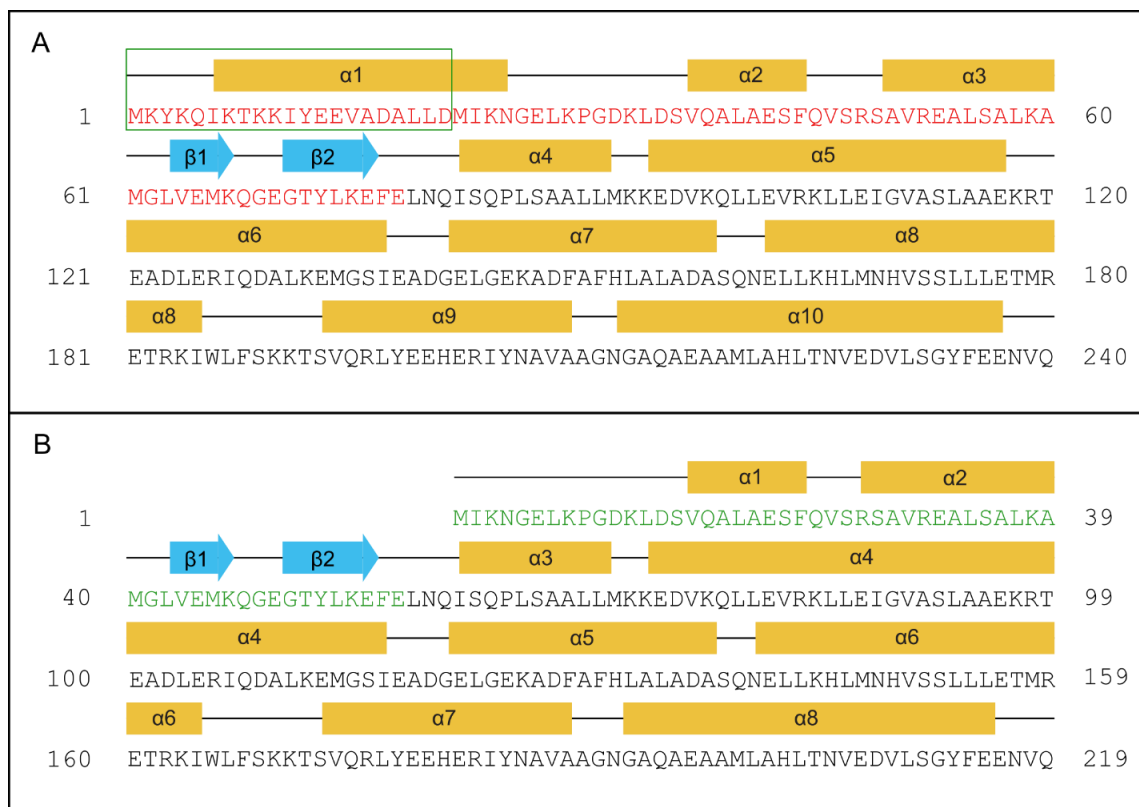 A
α1 α2 α3
1 MKYKQIKTKKIYEEVADALLDMIKNGELKPGDKLDSVQALAESFQVSRSAVREALSALKA 60
β1 β2 α4 α5
61 MGLVEMKQGEGTYLKEFELNQISQPLSAALLMKKEDVKQLLEVRKLLEIGVASLAAEKRT 120
α6 α7 α8
121 EADLERIQDALKEMGSIEADGELGEKADFAFHLALADASQNELLKHLMNHVSSLLLETMR 180
α8 α9 α10
181 ETRKIWLFSKKTSVQRLYEEHERIYNAVAAGNGAQAEAAMLAHLTNVEDVLSGYFEENVQ 240
B
α1 α2
1 MIKNGELKPGDKLDSVQALAESFQVSRSAVREALSALKA 39
β1 β2 α3 α4
40 MGLVEMKQGEGTYLKEFELNQISQPLSAALLMKKEDVKQLLEVRKLLEIGVASLAAEKRT 99
α4 α5 α6
100 EADLERIQDALKEMGSIEADGELGEKADFAFHLALADASQNELLKHLMNHVSSLLLETMR 159
α6 α7 α8
160 ETRKIWLFSKKTSVQRLYEEHERIYNAVAAGNGAQAEAAMLAHLTNVEDVLSGYFEENVQ 219